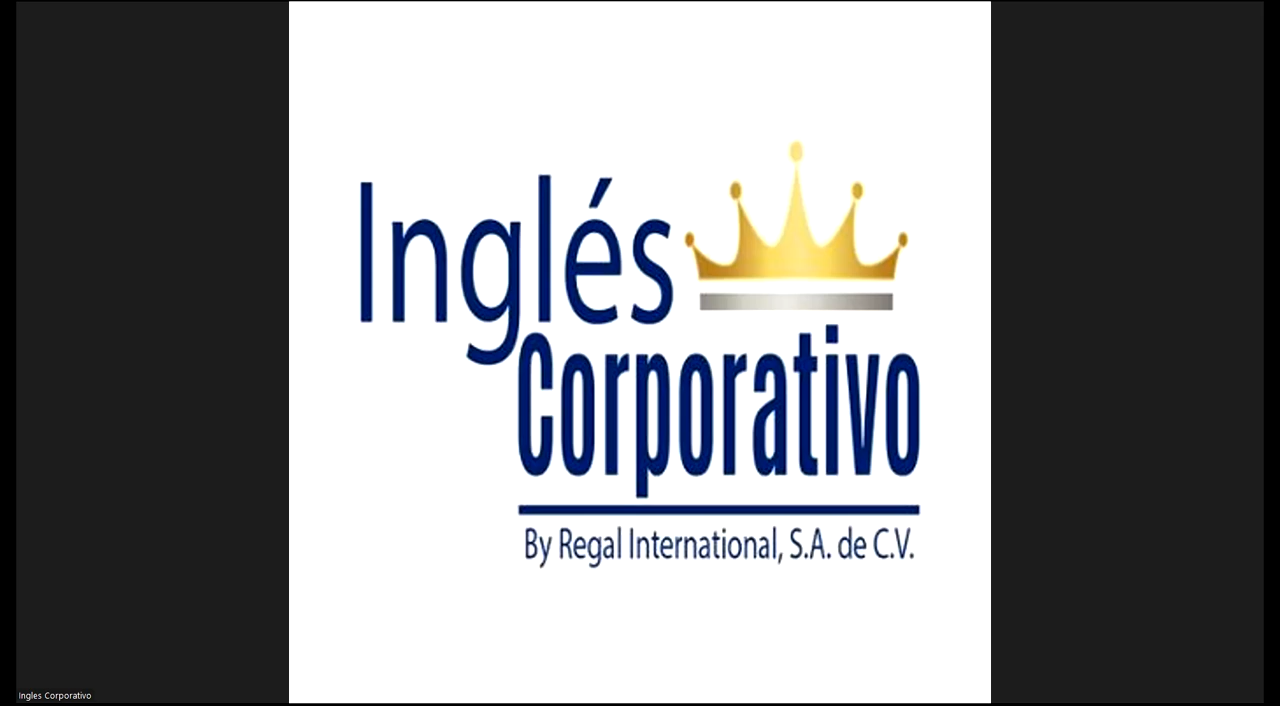 Inglés
Corporativo
By Regal International, S.A. de C.V.
Ingles Corporativo